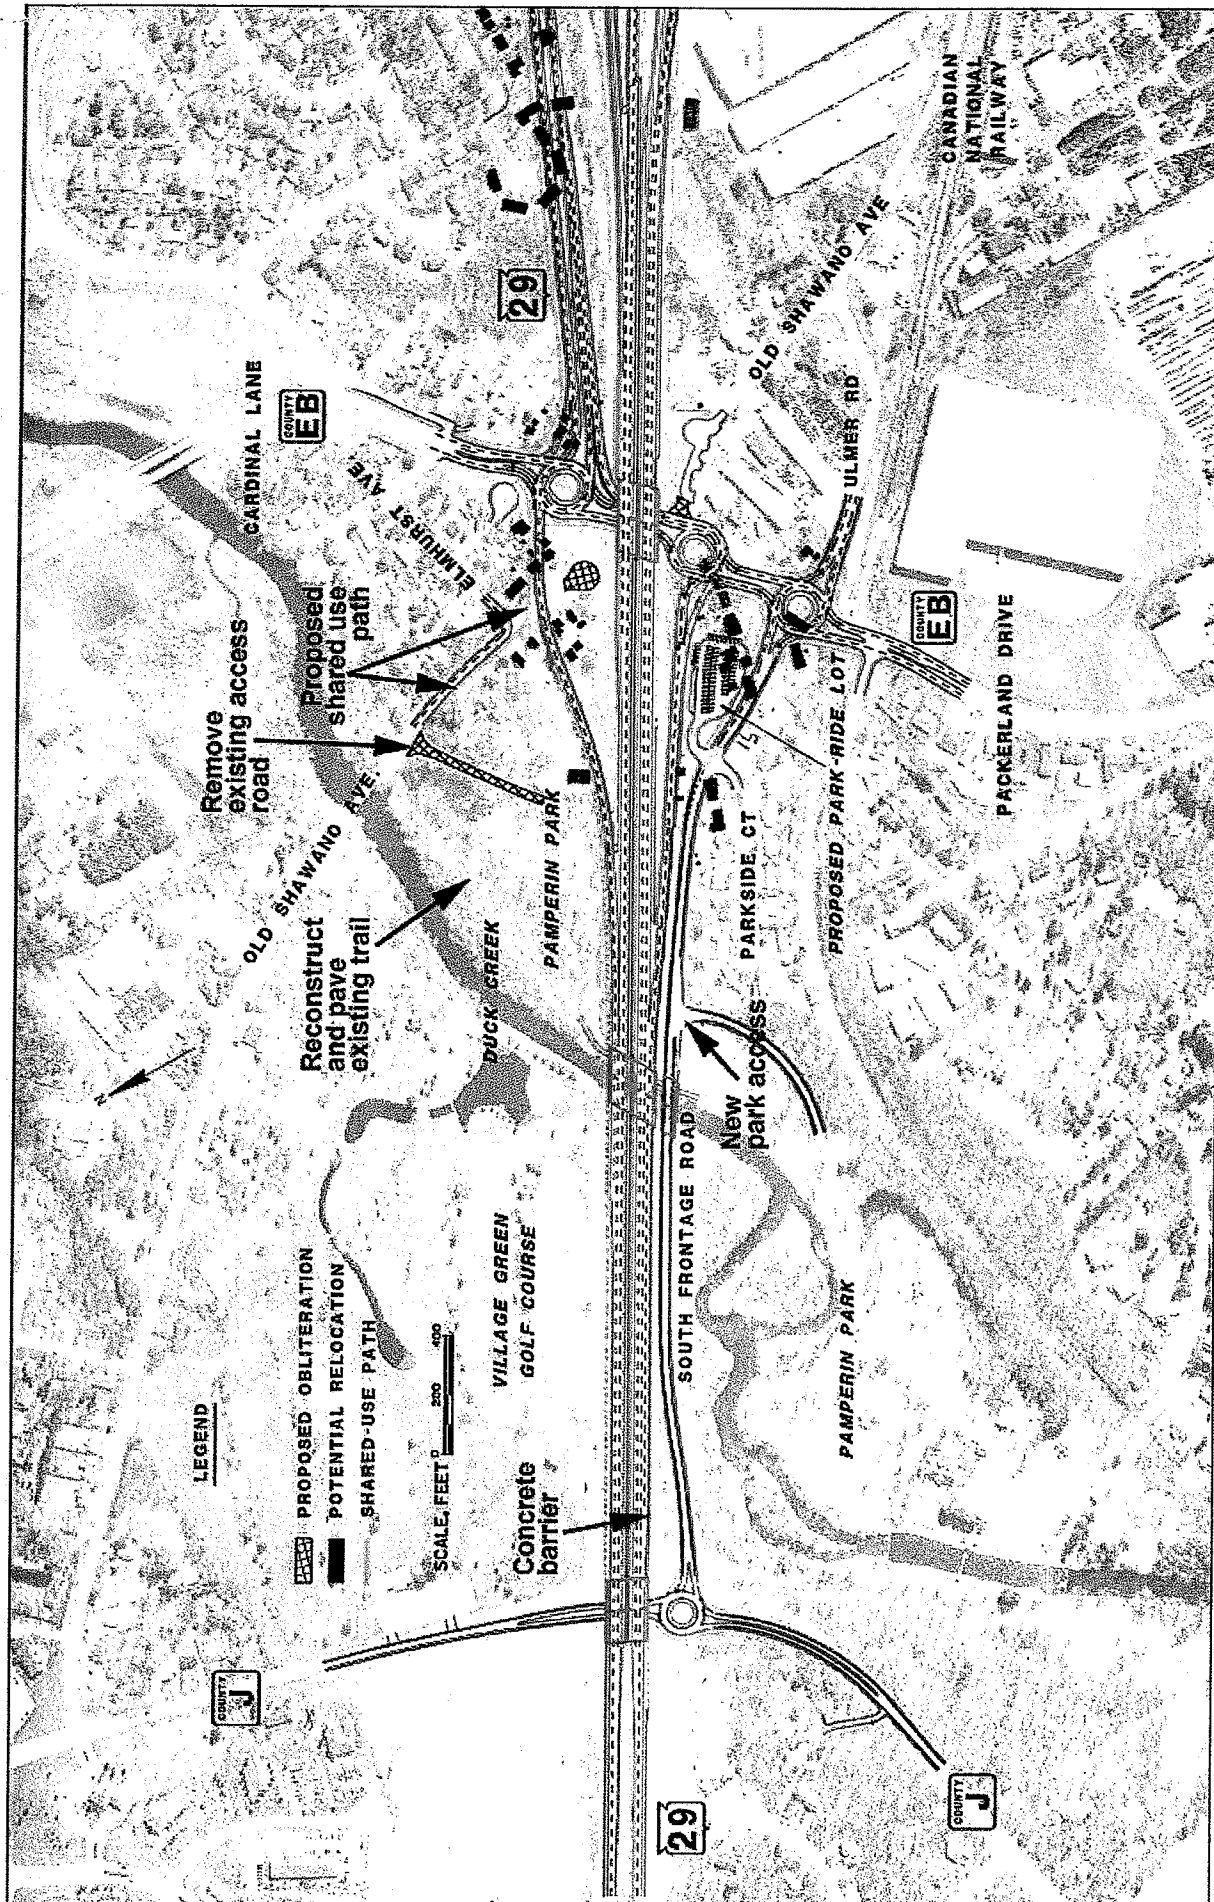 COUNTY
J
LEGEND
PROPOSED OBLITERATION
POTENTIAL RELOCATION
SHARED-USE PATH
SCALE, FEET
0
200
400
VILLAGE GREEN
GOLF COURSE
Concrete
barrier
29
COUNTY
J
N
OLD SHAWANO AVE.
Reconstruct
and pave
existing trail
DUCK CREEK
PAMPERIN PARK
Remove
existing access
road
Proposed
shared use
path
CARDINAL LANE
COUNTY
EB
ELMHURST AVE.
29
SOUTH FRONTAGE ROAD
New
park access
PARKSIDE CT
PAMPERIN PARK
PROPOSED PARK-RIDE LOT
PACKERLAND DRIVE
COUNTY
EB
ULMER RD
OLD SHAWANO AVE
CANADIAN
NATIONAL
RAILWAY